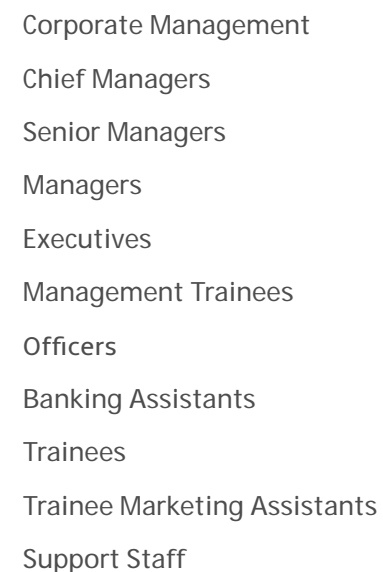 Corporate Management
Chief Managers
Senior Managers
Managers
Executives
Management Trainees
Officers
Banking Assistants
Trainees
Trainee Marketing Assistants
Support Staff